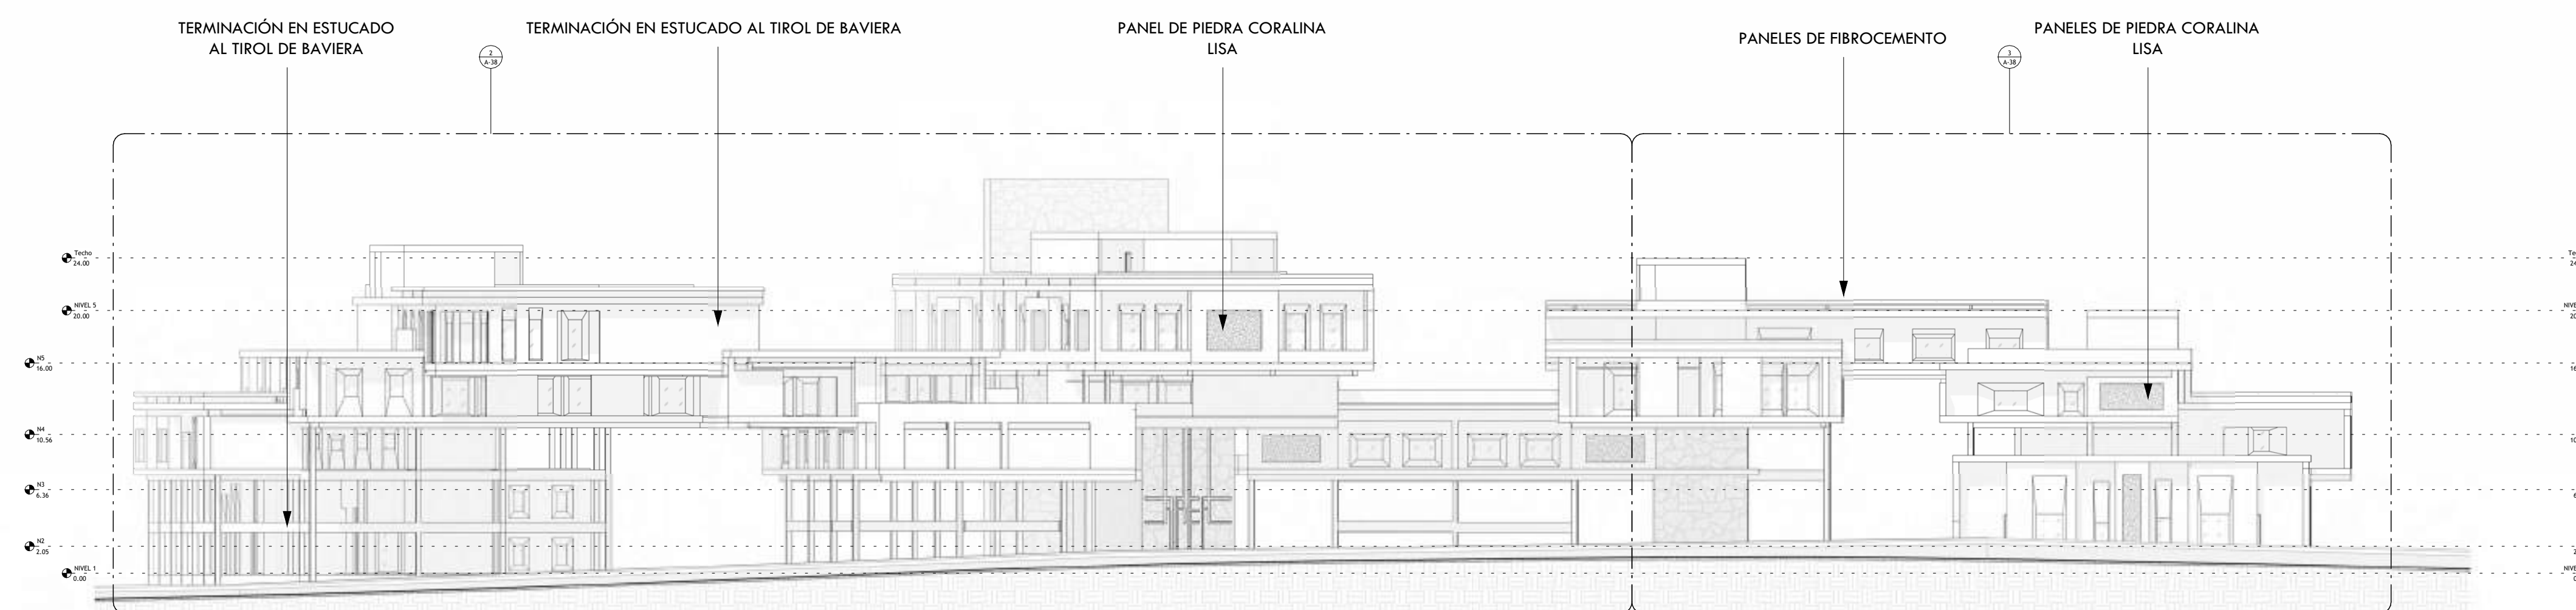 TERMINACIÓN EN ESTUCADO
AL TIROL DE BAVIERA
TERMINACIÓN EN ESTUCADO AL TIROL DE BAVIERA
PANEL DE PIEDRA CORALINA
LISA
PANELES DE FIBROCEMENTO
PANELES DE PIEDRA CORALINA
LISA
2
A-38
3
A-38
Techo
24.00
NIVEL 5
20.00
N5
16.00
N4
10.56
N3
6.36
N2
2.05
NIVEL 1
0.00